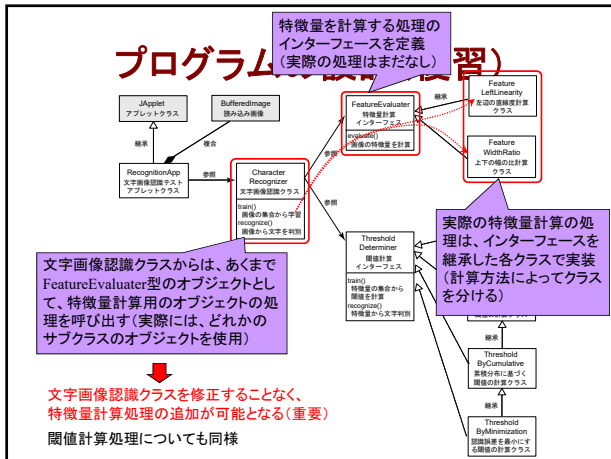 特徴量を計算する処理の
インターフェースを定義
(実際の処理はまだなし)
プログラムの設
習)
JApplet
アプレットクラス
BufferedImage
読み込み画像
継承
複合
RecognitionApp
文字画像認識テスト
アプレットクラス
参照
Character
Recognizer
文字画像認識クラス
train()
画像の集合から学習
recognize()
画像から文字を判別
参照
FeatureEvaluater
特徴量計算
インターフェス
evaluate()
画像の特徴量を計算
継承
Feature
LeftLinearity
左辺の直線度計算
クラス
Feature
WidthRatio
上下の幅の比計算
クラス
参照
Threshold
Determiner
閾値計算
インターフェス
train()
特徴量の集合から
閾値を計算
recognize()
特徴量から文字判別
実際の特徴量計算の処
理は、インターフェースを
継承した各クラスで実装
(計算方法によってクラス
を分ける)
文字画像認識クラスからは、あくまで
FeatureEvaluater型のオブジェクトとし
て、特徴量計算用のオブジェクトの処
理を呼び出す(実際には、どれかの
サブクラスのオブジェクトを使用)
継承
Threshold
ByCumulative
累積分布に基づく
閾値の計算クラス
継承
Threshold
ByMinimization
認識誤差を最小にす
る閾値の計算クラス
文字画像認識クラスを修正することなく、
特徴量計算処理の追加が可能となる(重要)
閾値計算処理についても同様